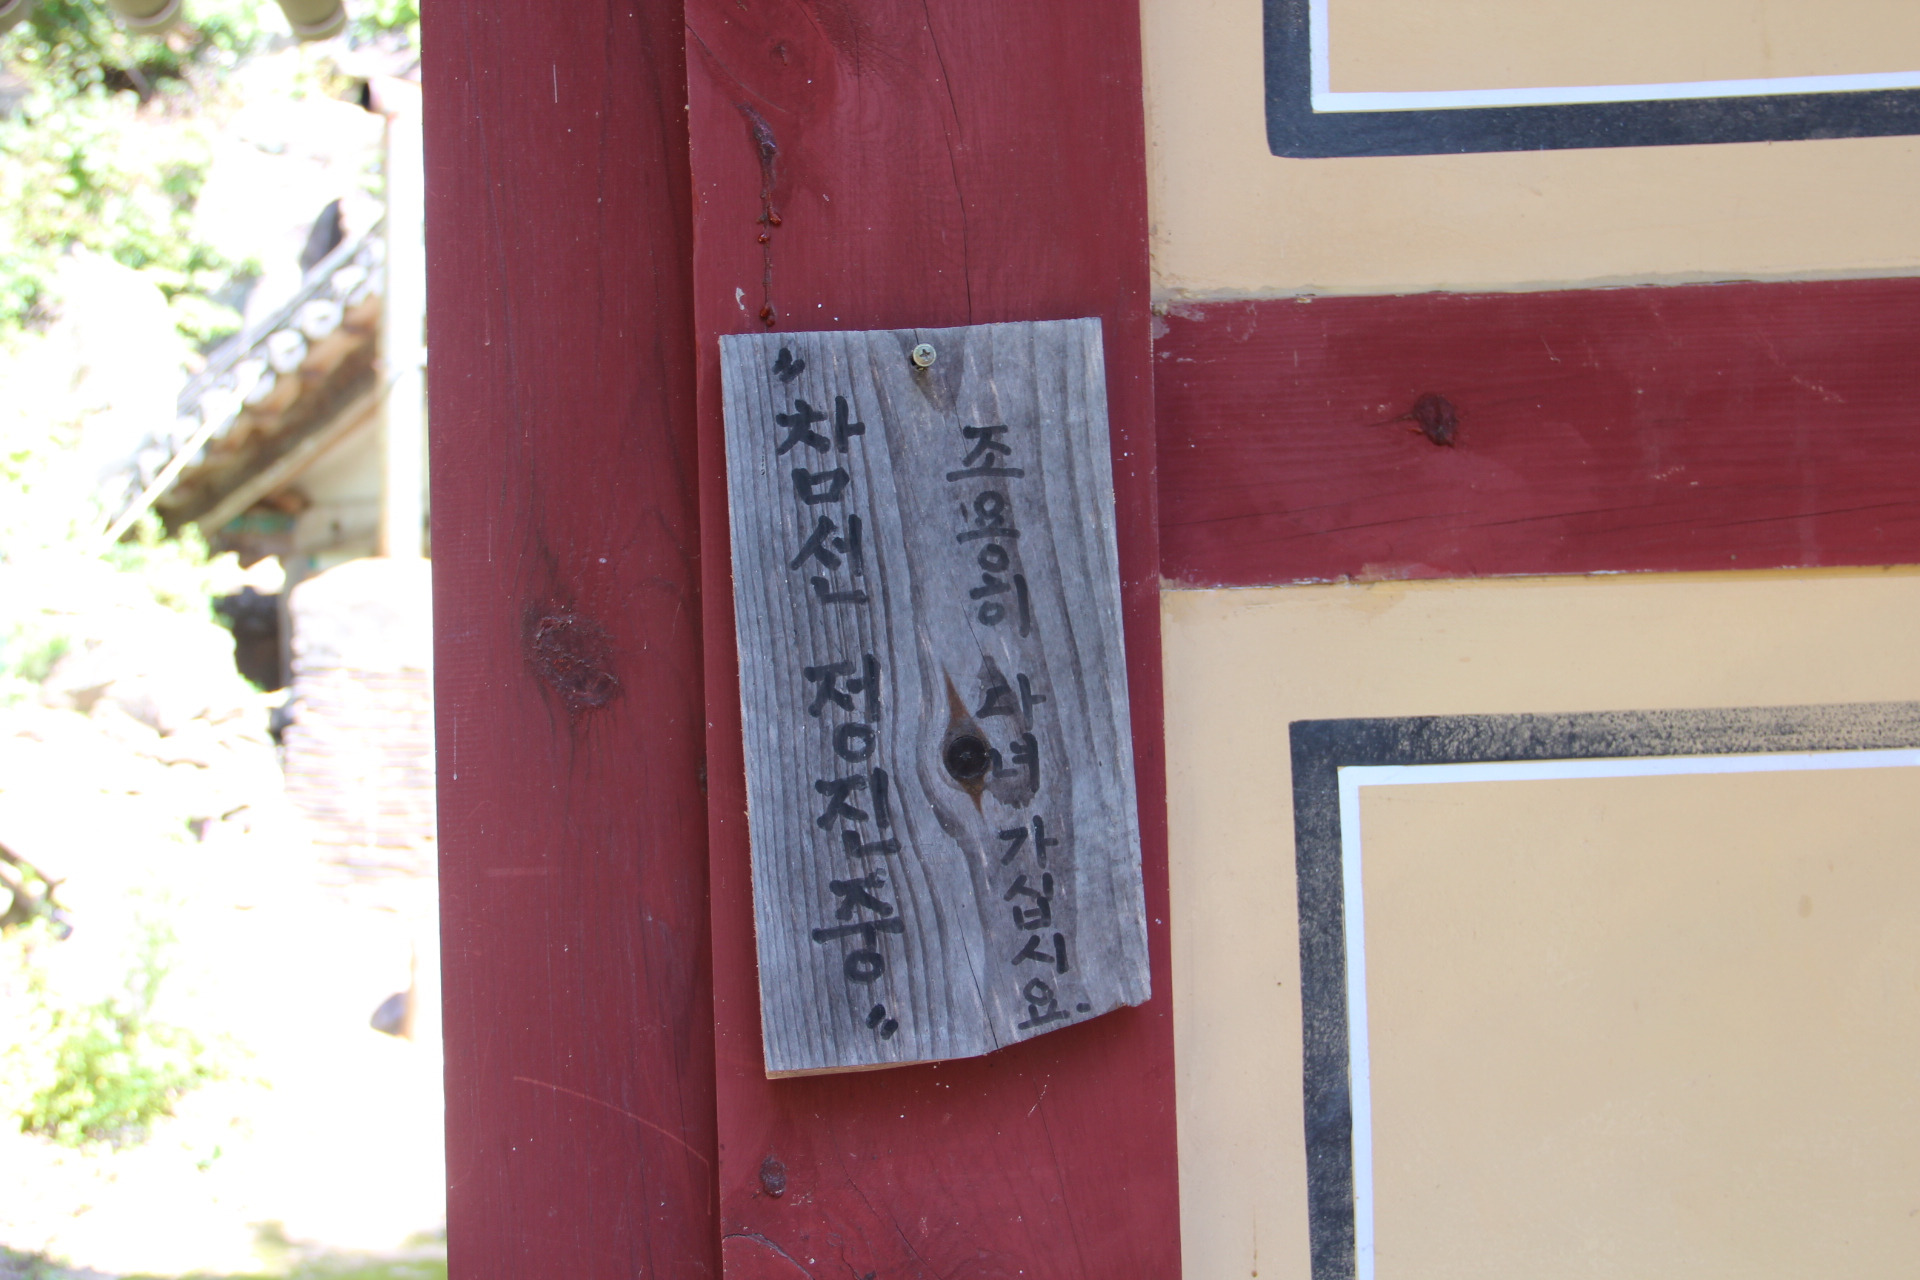 "참선 정진중"
조용히 다녀 가십시요.